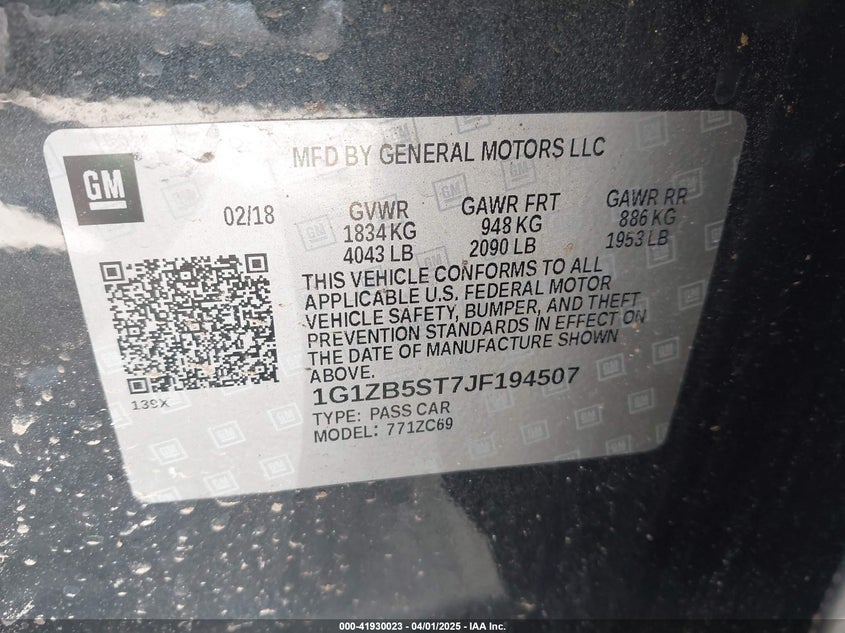 MFD BY GENERAL MOTORS LLC
GM
02/18
GVWR
1834 KG
4043 LB
GAWR FRT
948 KG
2090 LB
GAWR RR
886 KG
1953 LB
THIS VEHICLE CONFORMS TO ALL
APPLICABLE U.S. FEDERAL MOTOR
VEHICLE SAFETY, BUMPER, AND THEFT
PREVENTION STANDARDS IN EFFECT ON
THE DATE OF MANUFACTURE SHOWN
ABOVE.
139X
1G1ZB5ST7JF194507
TYPE: PASS CAR
MODEL: 771ZC69
000-41930023 - 04/01/2025 - IAA Inc.